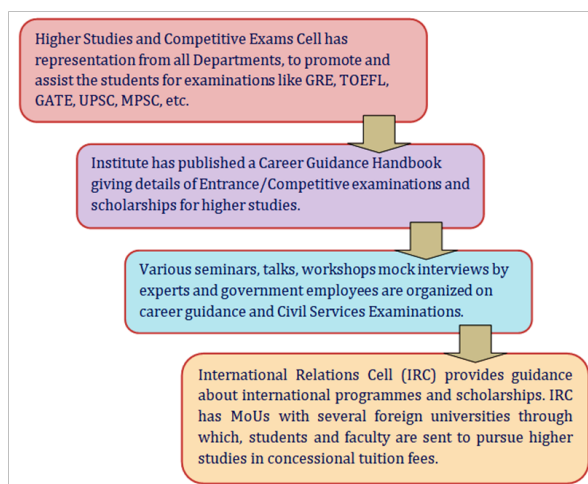 Higher Studies and Competitive Exams Cell has
representation from all Departments, to promote and
assist the students for examinations like GRE, TOEFL,
GATE, UPSC, MPSC, etc.
Institute has published a Career Guidance Handbook
giving details of Entrance/Competitive examinations and
scholarships for higher studies.
Various seminars, talks, workshops mock interviews by
experts and government employees are organized on
career guidance and Civil Services Examinations.
International Relations Cell (IRC) provides guidance
about international programmes and scholarships. IRC
has MoUs with several foreign universities through
which, students and faculty are sent to pursue higher
studies in concessional tuition fees.